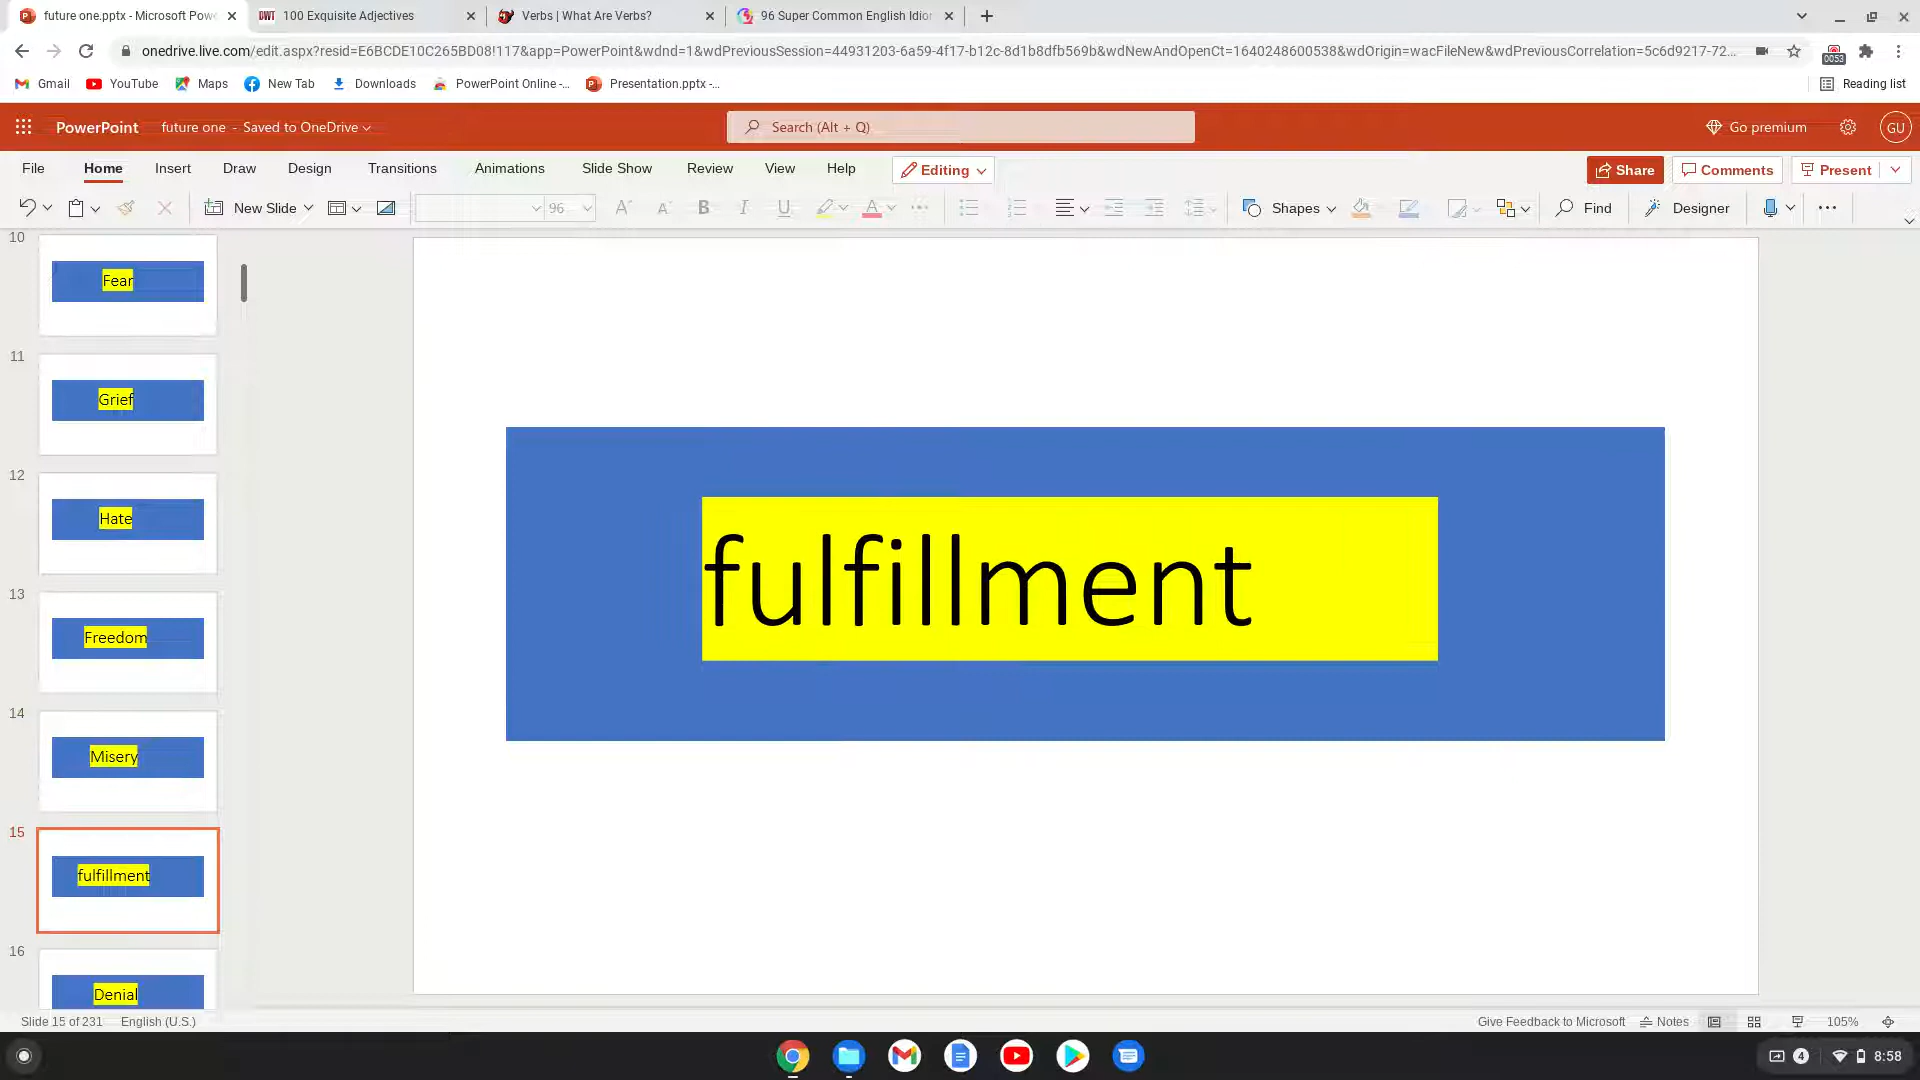 future one.pptx - Microsoft Pow
100 Exquisite Adjectives
Verbs | What Are Verbs?
96 Super Common English Idior
onedrive.live.com/edit.aspx?resid=E6BCDE10C265BD08!117&app=PowerPoint&wdnd=1&wdPreviousSession=44931203-6a59-4f17-b12c-8d1b8dfb569b&wdNewAndOpenCt=1640248600538&wdOrigin=wacFileNew&wdPreviousCorrelation=5c6d9217-72...
0053
Gmail YouTube Maps New Tab Downloads PowerPoint Online -... Presentation.pptx -... Reading list
PowerPoint future one - Saved to OneDrive Search (Alt + Q) Go premium GU
File Home Insert Draw Design Transitions Animations Slide Show Review View Help Editing Share Comments Present
New Slide 96 A A B I U A Shapes Find Designer
10
Fear
11
Grief
12
Hate
13
Freedom
14
Misery
15
fulfillment
16
Denial
fulfillment
Slide 15 of 231 English (U.S.) Give Feedback to Microsoft Notes 105%
4 8:58